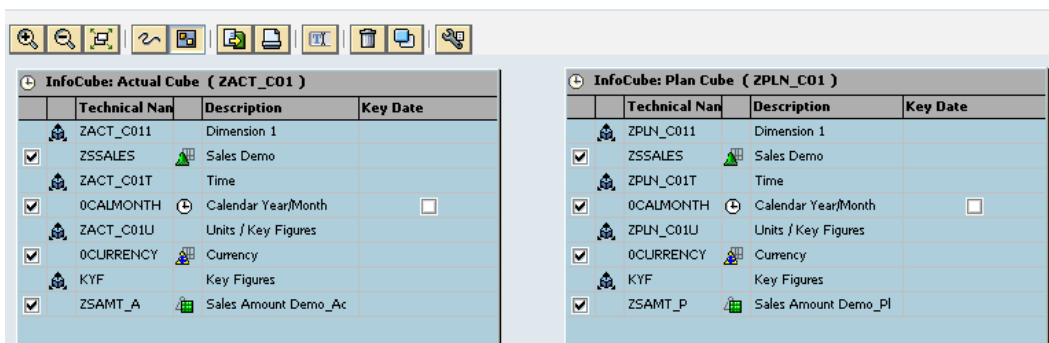 InfoCube: Actual Cube ( ZACT_C01 )
Technical Nan Description Key Date
ZACT_C011 Dimension 1
ZSSALES Sales Demo
ZACT_C01T Time
0CALMONTH Calendar Year/Month
ZACT_C01U Units / Key Figures
0CURRENCY Currency
KYF Key Figures
ZSAMT_A Sales Amount Demo_Ac
InfoCube: Plan Cube ( ZPLN_C01 )
Technical Nan Description Key Date
ZPLN_C011 Dimension 1
ZSSALES Sales Demo
ZPLN_C01T Time
0CALMONTH Calendar Year/Month
ZPLN_C01U Units / Key Figures
0CURRENCY Currency
KYF Key Figures
ZSAMT_P Sales Amount Demo_Pl